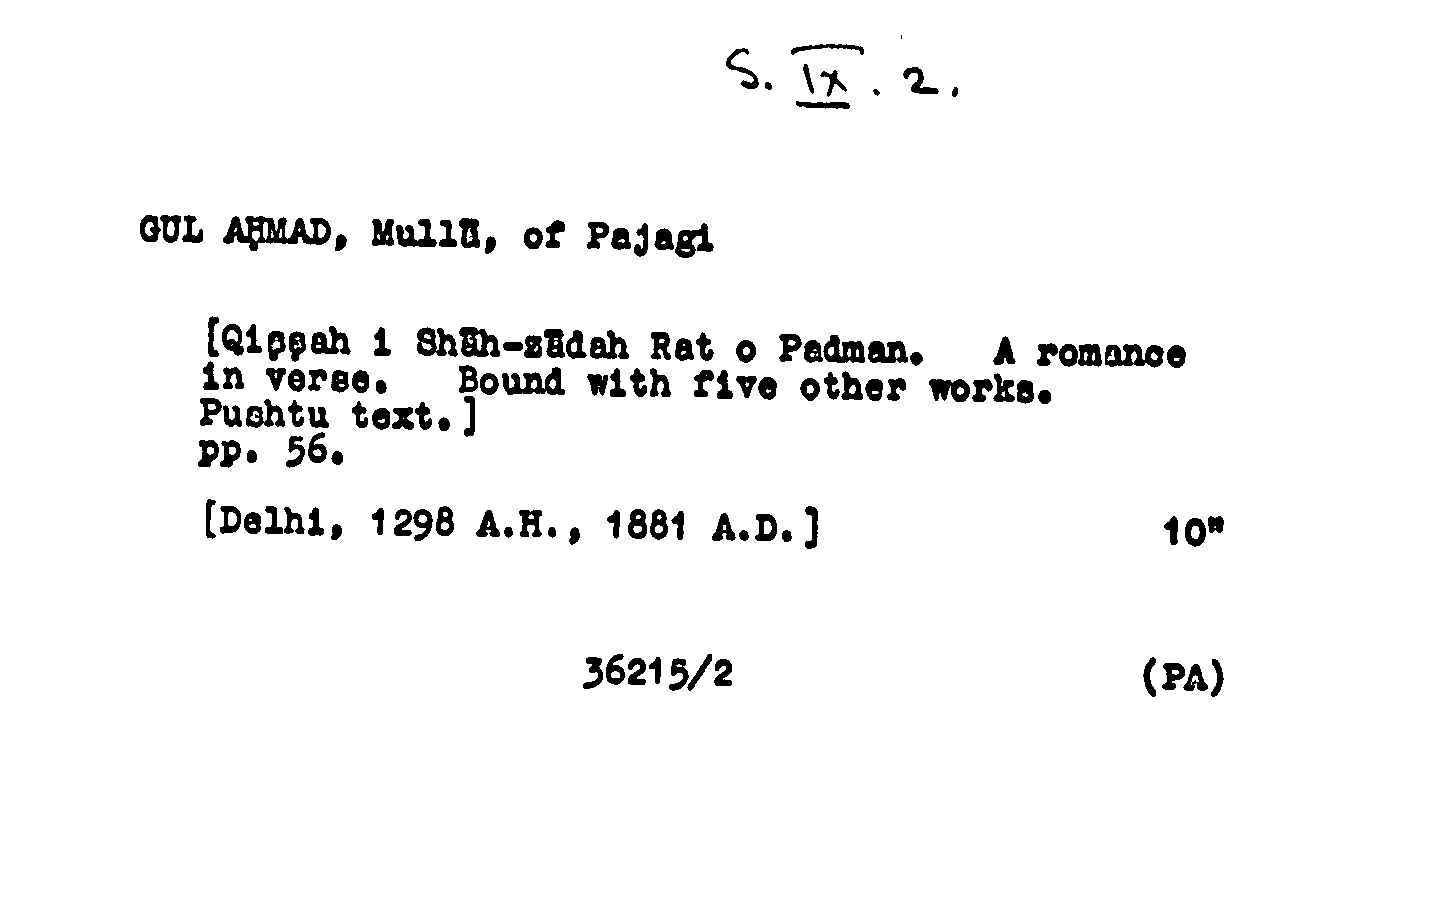 S. IX. 2.
GUL AḤMAD, Mullā, of Pajagi
[Qiṣṣah i Shāh-zādah Rat o Padman. A romance
in verse. Bound with five other works.
Pushtu text.]
pp. 56.
[Delhi, 1298 A.H., 1881 A.D.] 10"
36215/2 (PA)